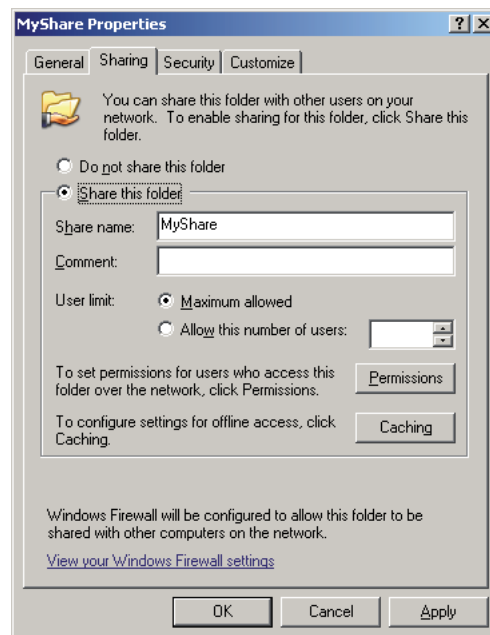 MyShare Properties
General Sharing Security Customize
You can share this folder with other users on your
network. To enable sharing for this folder, click Share this
folder.
Do not share this folder
Share this folder
Share name: MyShare
Comment:
User limit: Maximum allowed
Allow this number of users:
To set permissions for users who access this
folder over the network, click Permissions.
Permissions
To configure settings for offline access, click
Caching.
Caching
Windows Firewall will be configured to allow this folder to be
shared with other computers on the network.
View your Windows Firewall settings
OK Cancel Apply